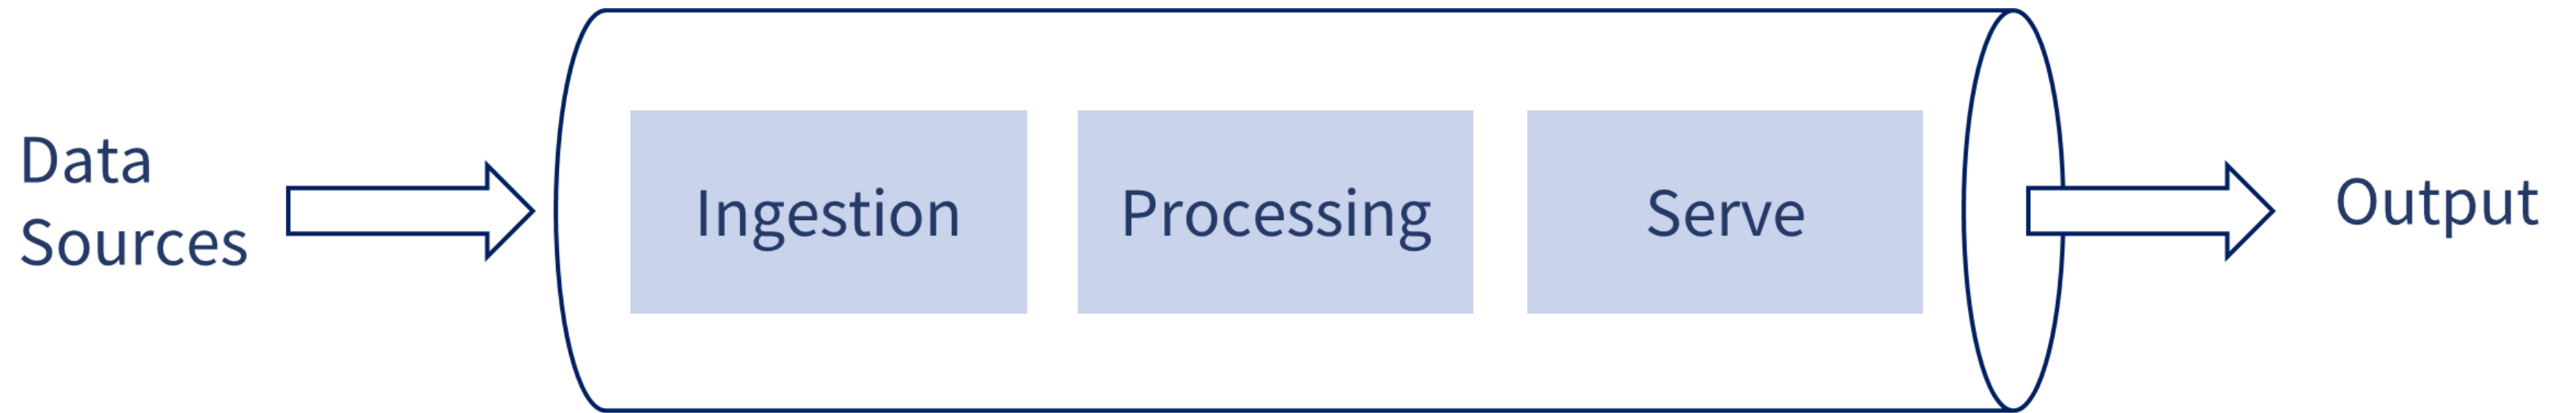 Data
Sources
Ingestion
Processing
Serve
Output